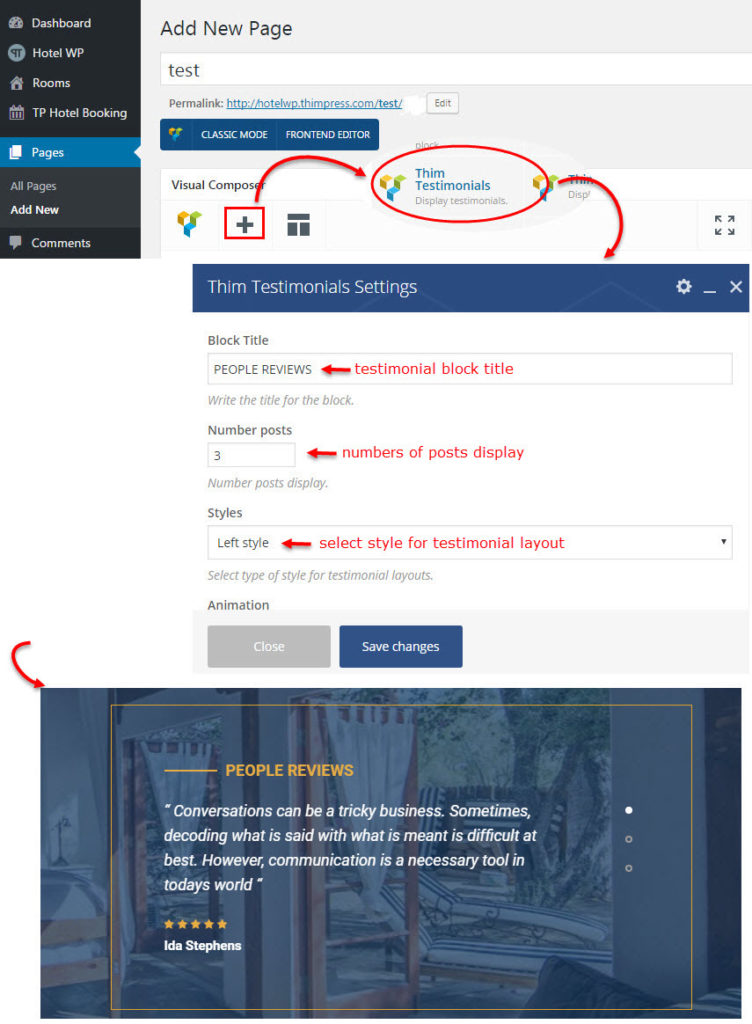 Dashboard
Hotel WP
Rooms
TP Hotel Booking
Pages
All Pages
Add New
Comments
Add New Page
test
Permalink: http://hotelwp.thimpress.com/test/ Edit
CLASSIC MODE FRONTEND EDITOR
block.
Visual Composer
Thim
Testimonials
Display testimonials.
Thim Testimonials Settings
Block Title
PEOPLE REVIEWS testimonial block title
Write the title for the block.
Number posts
3 numbers of posts display
Number posts display.
Styles
Left style select style for testimonial layout
Select type of style for testimonial layouts.
Animation
Close Save changes
PEOPLE REVIEWS
“ Conversations can be a tricky business. Sometimes,
decoding what is said with what is meant is difficult at
best. However, communication is a necessary tool in
todays world “
Ida Stephens